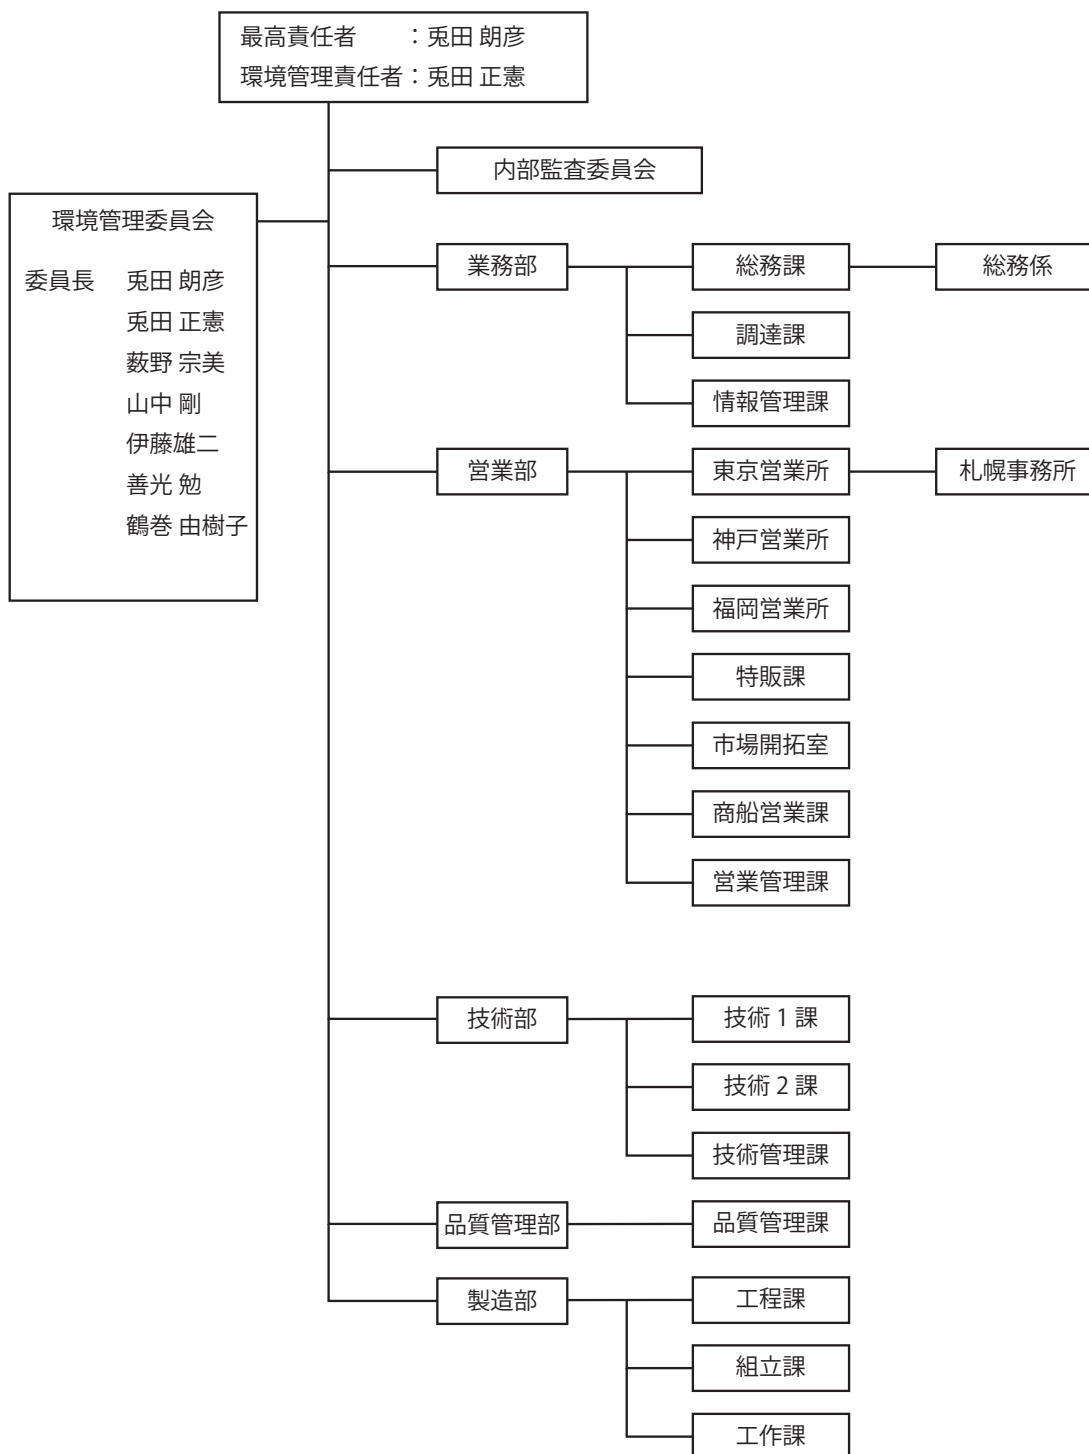 最高責任者　　：兎田 朗彦
環境管理責任者：兎田 正憲
内部監査委員会
環境管理委員会
委員長　兎田 朗彦
兎田 正憲
薮野 宗美
山中 剛
伊藤雄二
善光 勉
鶴巻 由樹子
業務部
総務課
総務係
調達課
情報管理課
営業部
東京営業所
札幌事務所
神戸営業所
福岡営業所
特販課
市場開拓室
商船営業課
営業管理課
技術部
技術 1 課
技術 2 課
技術管理課
品質管理部
品質管理課
製造部
工程課
組立課
工作課